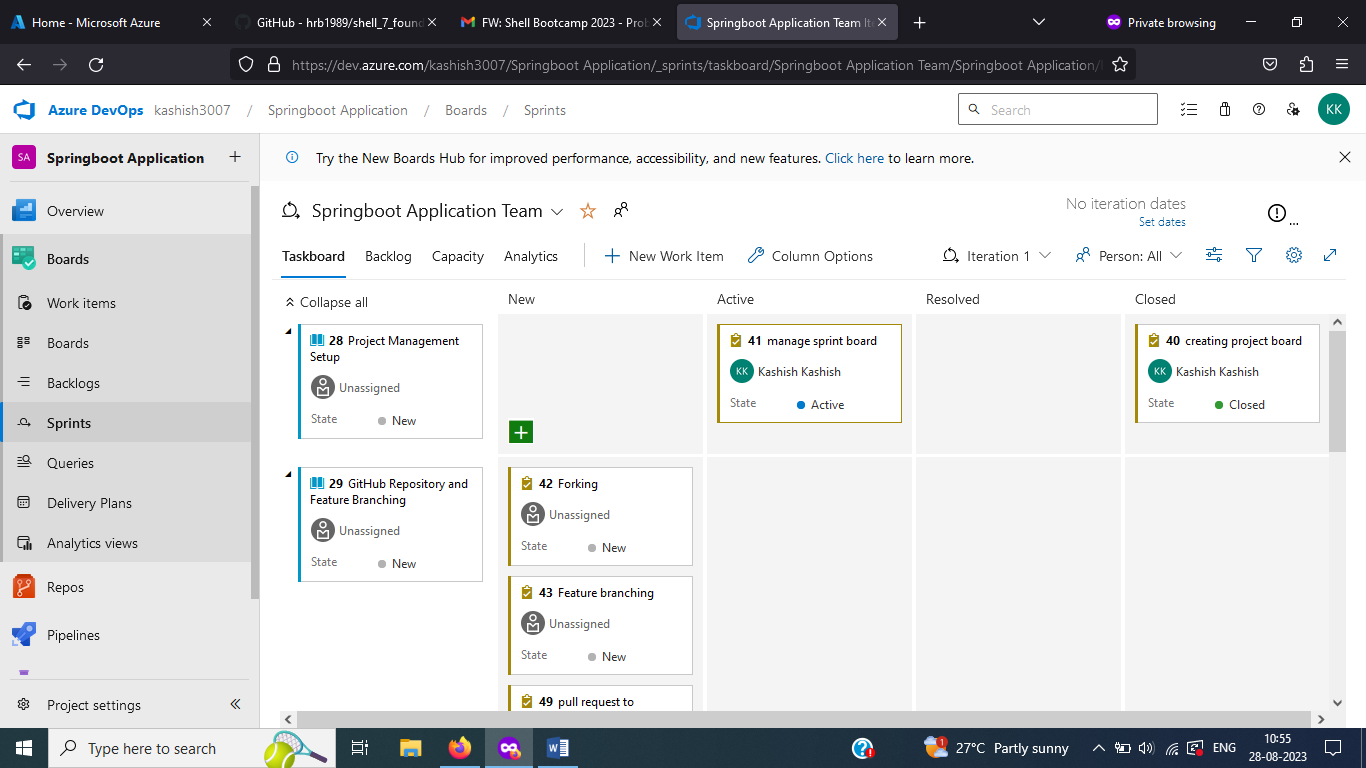 Home - Microsoft Azure
GitHub - hrb1989/shell_7_found
FW: Shell Bootcamp 2023 - Prob
Springboot Application Team Ite
Private browsing
https://dev.azure.com/kashish3007/Springboot Application/_sprints/taskboard/Springboot Application Team/Springboot Application/
Azure DevOps kashish3007 / Springboot Application / Boards / Sprints
Search
KK
SA Springboot Application
Try the New Boards Hub for improved performance, accessibility, and new features. Click here to learn more.
Overview
Boards
Work items
Boards
Backlogs
Sprints
Queries
Delivery Plans
Analytics views
Repos
Pipelines
Project settings
Springboot Application Team
No iteration dates
Set dates
...
Taskboard Backlog Capacity Analytics New Work Item Column Options Iteration 1 Person: All
Collapse all New Active Resolved Closed
28 Project Management
Setup
Unassigned
State New
41 manage sprint board
KK Kashish Kashish
State Active
40 creating project board
KK Kashish Kashish
State Closed
29 GitHub Repository and
Feature Branching
Unassigned
State New
42 Forking
Unassigned
State New
43 Feature branching
Unassigned
State New
49 pull request to
Type here to search
1
27°C Partly sunny
ENG
10:55
28-08-2023